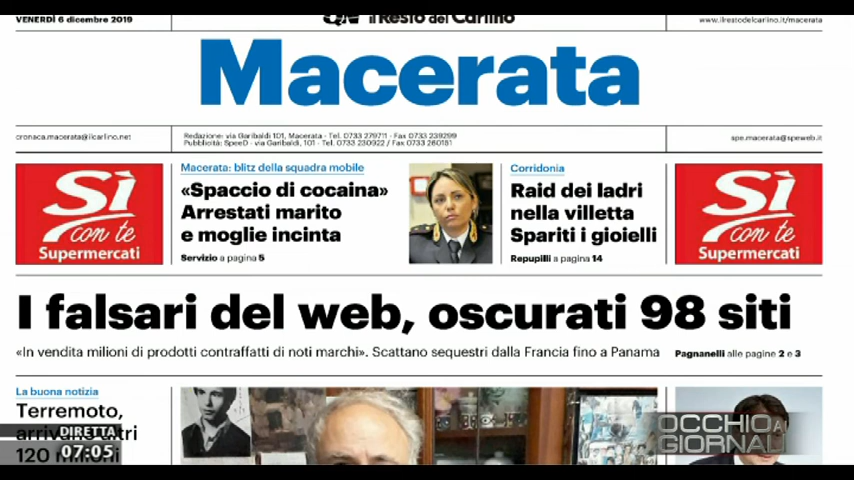 VENERDÌ 6 dicembre 2019
QN il Resto del Carlino
www.ilrestodelcarlino.it/macerata
Macerata
cronaca.macerata@ilcarlino.net
Redazione: via Garibaldi 101, Macerata - Tel. 0733 279711 - Fax 0733 239299
Pubblicità: SpeeD - via Garibaldi, 101 - Tel. 0733 230922 / Fax 0733 260181
spe.macerata@speweb.it
Sì
con te
Supermercati
Macerata: blitz della squadra mobile
«Spaccio di cocaina»
Arrestati marito
e moglie incinta
Servizio a pagina 5
Corridonia
Raid dei ladri
nella villetta
Spariti i gioielli
Repupilli a pagina 14
Sì
con te
Supermercati
I falsari del web, oscurati 98 siti
«In vendita milioni di prodotti contraffatti di noti marchi». Scattano sequestri dalla Francia fino a Panama
Pagnanelli alle pagine 2 e 3
La buona notizia
Terremoto,
arrivano altri
120 milioni
DIRETTA
07:05
OCCHIO AI
GIORNALI